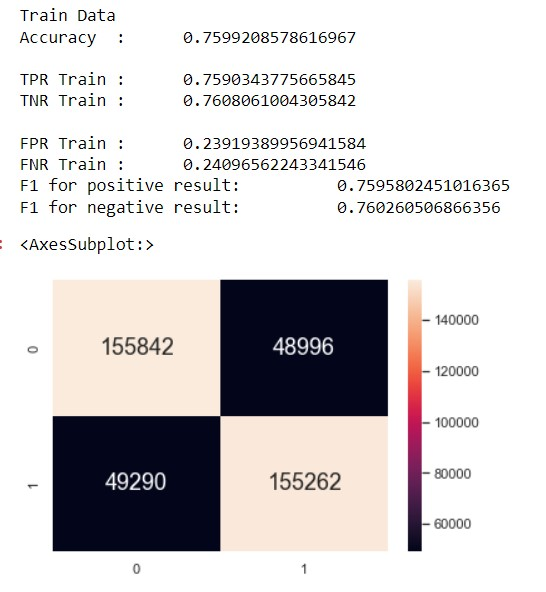 Train Data
Accuracy  :      0.7599208578616967
TPR Train :      0.7590343775665845
TNR Train :      0.7608061004305842
FPR Train :      0.23919389956941584
FNR Train :      0.24096562243341546
F1 for positive result:          0.7595802451016365
F1 for negative result:          0.760260506866356
: <AxesSubplot:>
140000
0 155842 48996
120000
100000
1 49290 155262
80000
60000
0 1